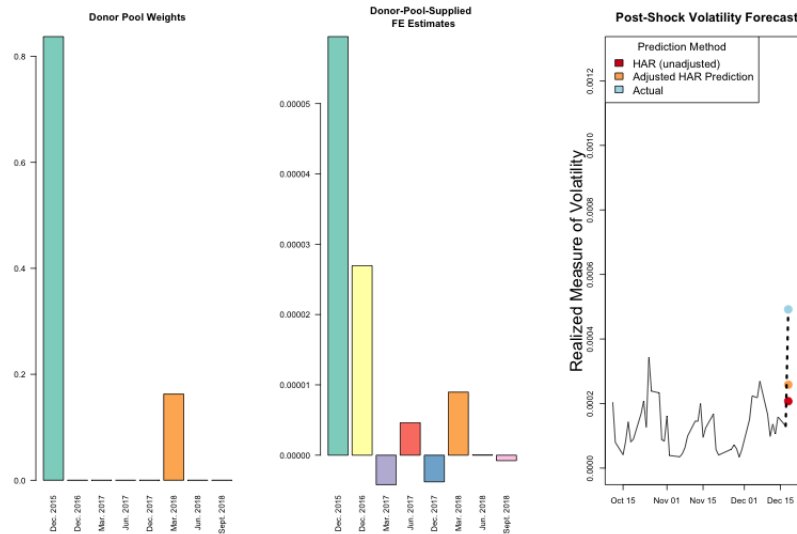 Donor Pool Weights
0.8
0.6
0.4
0.2
0.0
Dec. 2015
Dec. 2016
Mar. 2017
Jun. 2017
Dec. 2017
Mar. 2018
Jun. 2018
Sept. 2018
Donor-Pool-Supplied
FE Estimates
0.00005
0.00004
0.00003
0.00002
0.00001
0.00000
Dec. 2015
Dec. 2016
Mar. 2017
Jun. 2017
Dec. 2017
Mar. 2018
Jun. 2018
Sept. 2018
Post-Shock Volatility Forecast
Prediction Method
HAR (unadjusted)
Adjusted HAR Prediction
Actual
Realized Measure of Volatility
0.0012
0.0010
0.0008
0.0006
0.0004
0.0002
0.0000
Oct 15
Nov 01
Nov 15
Dec 01
Dec 15